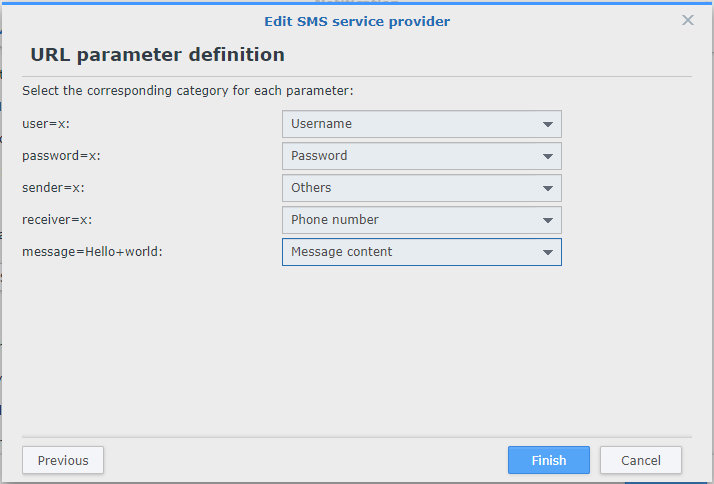 Edit SMS service provider
URL parameter definition
Select the corresponding category for each parameter:
user=x: Username
password=x: Password
sender=x: Others
receiver=x: Phone number
message=Hello+world: Message content
Previous Finish Cancel